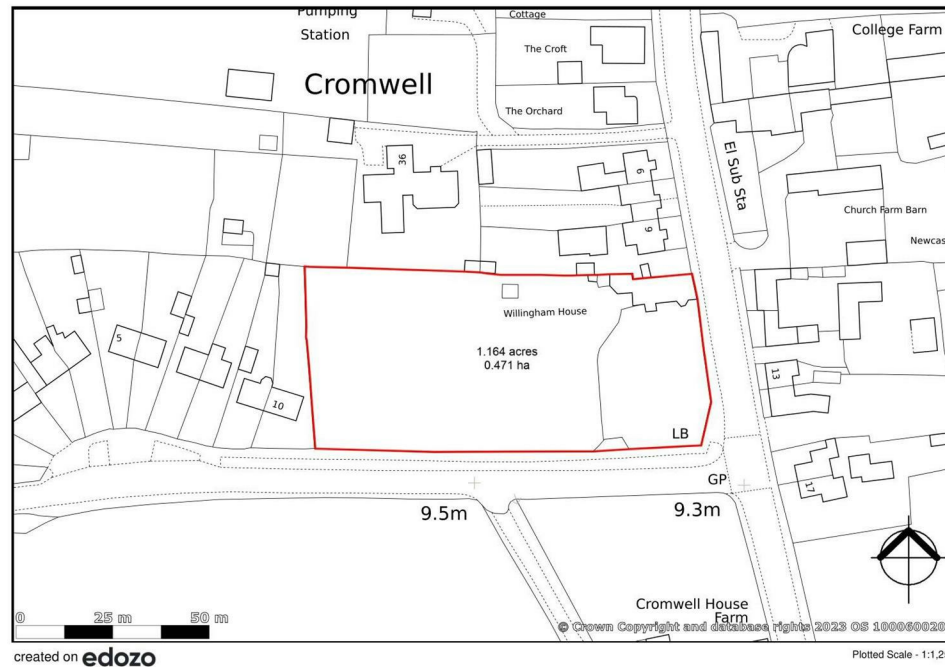 Pumping
Station
Cottage
The Croft
College Farm
Cromwell
The Orchard
El Sub Sta
36
6
9
Church Farm Barn
Newcas
Willingham House
1.164 acres
0.471 ha
5
10
13
LB
GP
17
9.5m
9.3m
Cromwell House
Farm
0 25 m 50 m
© Crown Copyright and database rights 2023 OS 100060020
created on edozo
Plotted Scale - 1:1,25